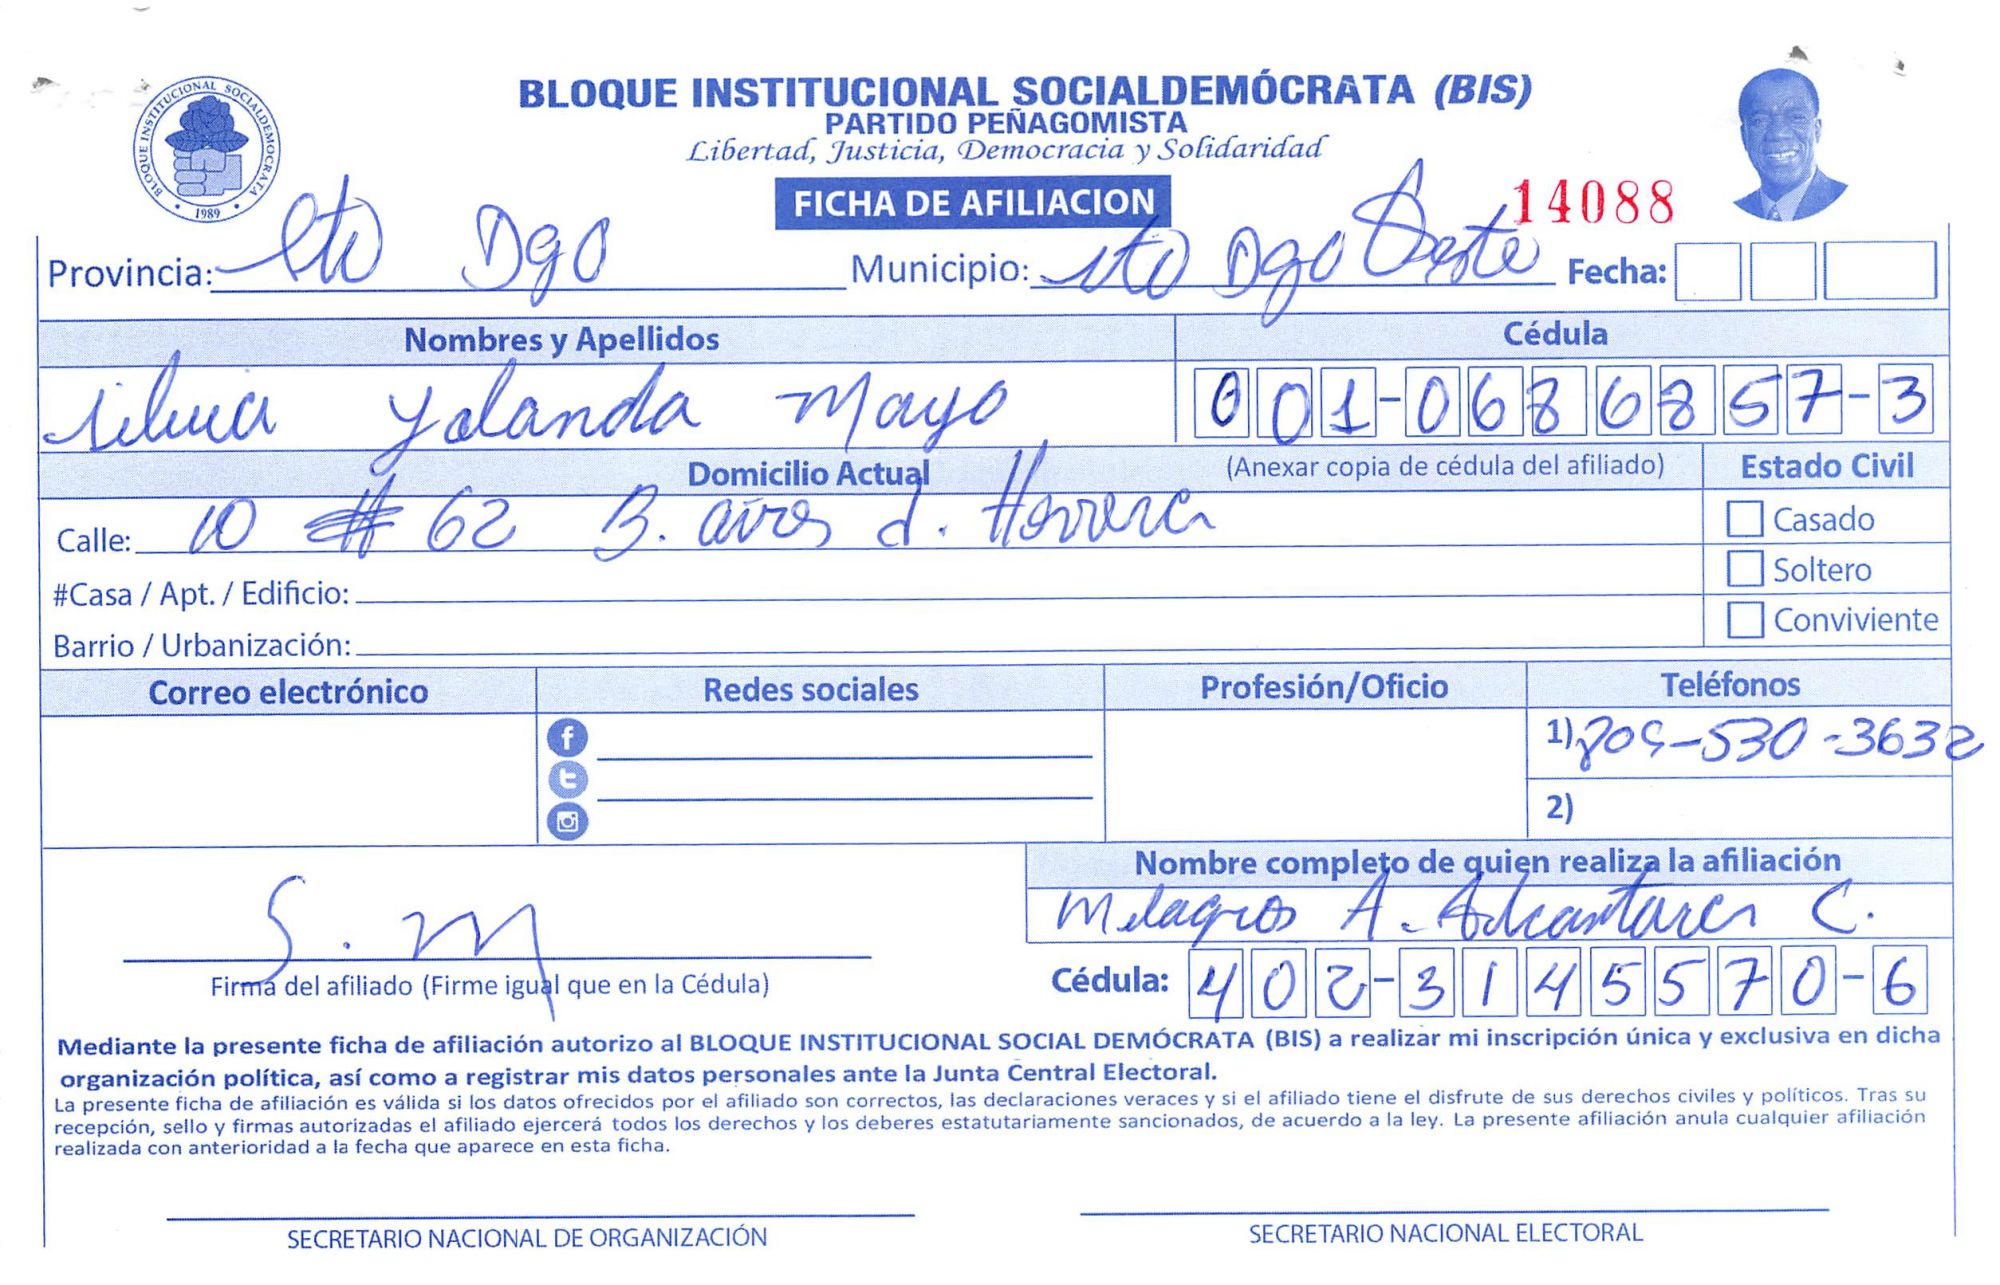 BLOQUE INSTITUCIONAL SOCIALDEMÓCRATA (BIS)
PARTIDO PEÑAGOMISTA
Libertad, Justicia, Democracia y Solidaridad
BLOQUE INSTITUCIONAL SOCIALDEMOCRATA
1989
FICHA DE AFILIACION
14088
Provincia: Sto Dgo Municipio: Sto Dgo Oeste Fecha:
Nombres y Apellidos Cédula
Silvia Yolanda Mayo 001-0686857-3
Domicilio Actual (Anexar copia de cédula del afiliado) Estado Civil
Calle: 10 # 62 B. aires d. Herrera Casado
#Casa / Apt. / Edificio: Soltero
Barrio / Urbanización: Conviviente
Correo electrónico Redes sociales Profesión/Oficio Teléfonos
1) 809-530-3632
2)
Nombre completo de quien realiza la afiliación
Milagros A. Alcantara C.
S. M
Firma del afiliado (Firme igual que en la Cédula) Cédula: 402-3145570-6
Mediante la presente ficha de afiliación autorizo al BLOQUE INSTITUCIONAL SOCIAL DEMÓCRATA (BIS) a realizar mi inscripción única y exclusiva en dicha
organización política, así como a registrar mis datos personales ante la Junta Central Electoral.
La presente ficha de afiliación es válida si los datos ofrecidos por el afiliado son correctos, las declaraciones veraces y si el afiliado tiene el disfrute de sus derechos civiles y políticos. Tras su
recepción, sello y firmas autorizadas el afiliado ejercerá todos los derechos y los deberes estatutariamente sancionados, de acuerdo a la ley. La presente afiliación anula cualquier afiliación
realizada con anterioridad a la fecha que aparece en esta ficha.
SECRETARIO NACIONAL DE ORGANIZACIÓN SECRETARIO NACIONAL ELECTORAL